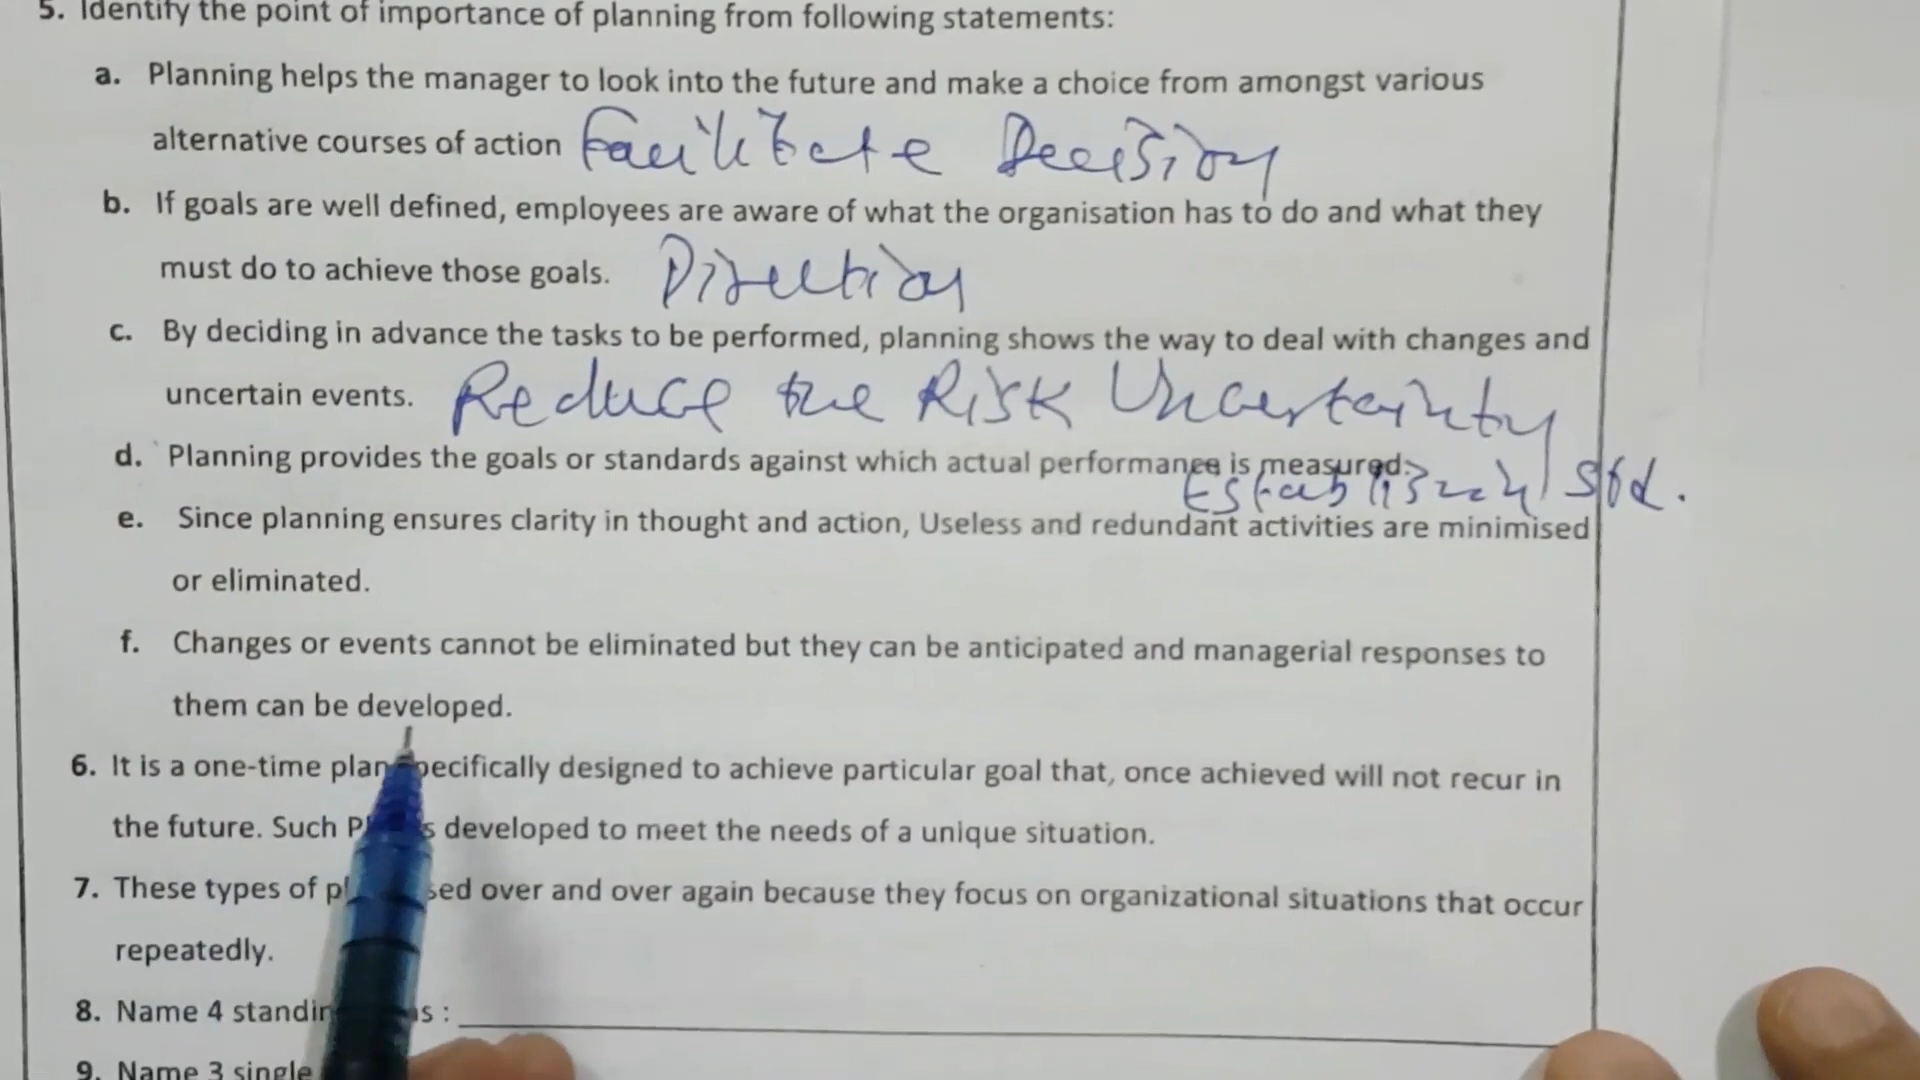 5. Identify the point of importance of planning from following statements:
a. Planning helps the manager to look into the future and make a choice from amongst various
alternative courses of action Facilitate Decision
b. If goals are well defined, employees are aware of what the organisation has to do and what they
must do to achieve those goals. Direction
c. By deciding in advance the tasks to be performed, planning shows the way to deal with changes and
uncertain events. Reduce the Risk Uncertainty
d. Planning provides the goals or standards against which actual performance is measured.
Std.
e. Since planning ensures clarity in thought and action, Useless and redundant activities are minimised
or eliminated.
f. Changes or events cannot be eliminated but they can be anticipated and managerial responses to
them can be developed.
6. It is a one-time plan specifically designed to achieve particular goal that, once achieved will not recur in
the future. Such developed to meet the needs of a unique situation.
7. These types of over and over again because they focus on organizational situations that occur
repeatedly.
8. Name 4 :
9. Name 3 single